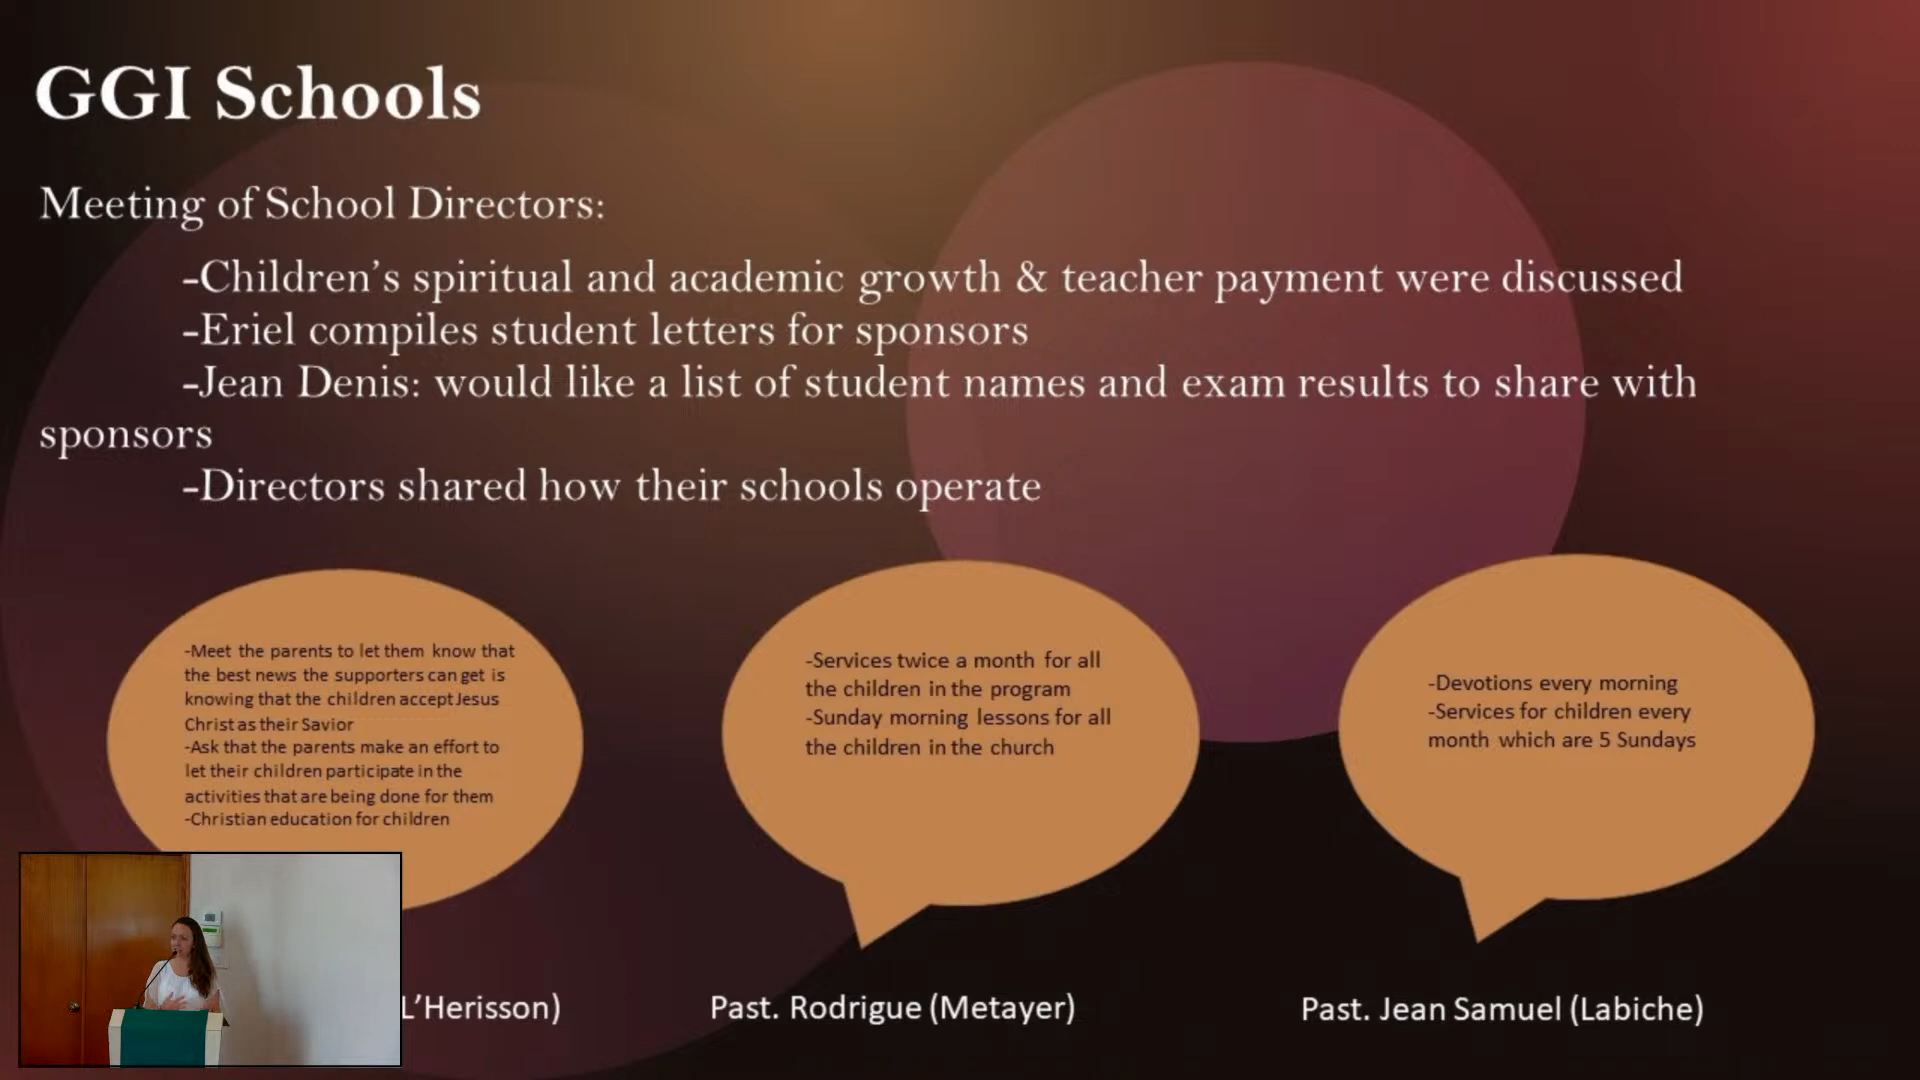 GGI Schools
Meeting of School Directors:
-Children’s spiritual and academic growth & teacher payment were discussed
-Eriel compiles student letters for sponsors
-Jean Denis: would like a list of student names and exam results to share with
sponsors
-Directors shared how their schools operate
-Meet the parents to let them know that
the best news the supporters can get is
knowing that the children accept Jesus
Christ as their Savior
-Ask that the parents make an effort to
let their children participate in the
activities that are being done for them
-Christian education for children
-Services twice a month for all
the children in the program
-Sunday morning lessons for all
the children in the church
-Devotions every morning
-Services for children every
month which are 5 Sundays
L’Herisson)
Past. Rodrigue (Metayer)
Past. Jean Samuel (Labiche)